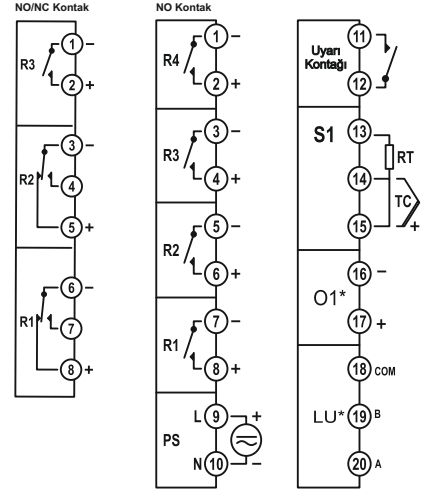 NO/NC Kontak
R3
1 −
2 +
R2
3 −
4
5 +
R1
6 −
7
8 +
NO Kontak
R4
1 −
2 +
R3
3 −
4 +
R2
5 −
6 +
R1
7 −
8 +
PS
L 9 +
N 10 −
Uyarı
Kontağı
11
12
S1
13
RT
14
TC
15 +
O1*
16 −
17 +
LU*
18 COM
19 B
20 A